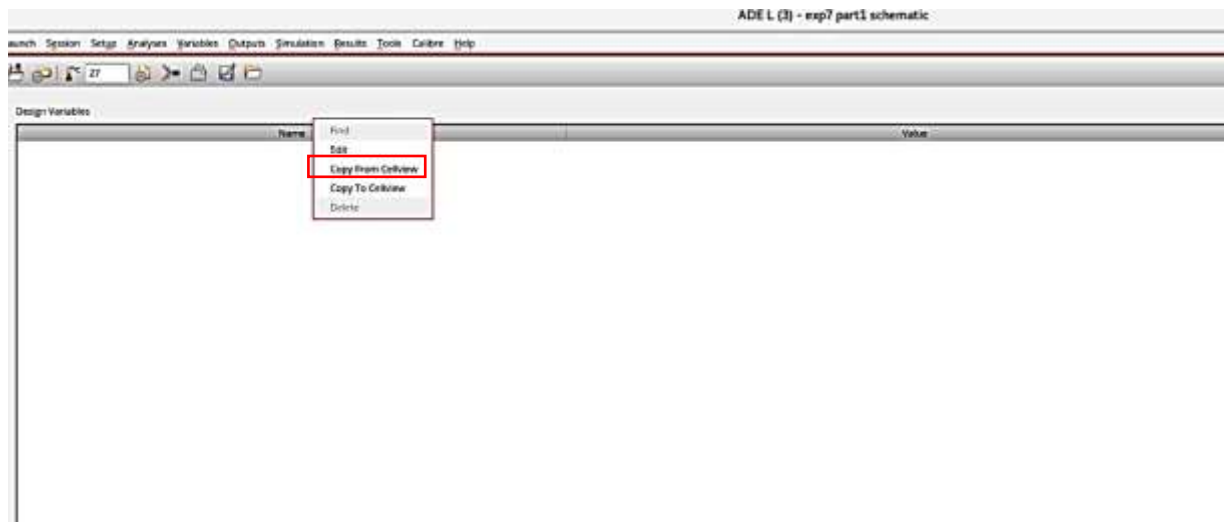 ADE L (3) - exp7 part1 schematic
aunch Session Setup Analyses Variables Outputs Simulation Results Tools Calibre Help
27
Design Variables
Name Value
Find
Edit
Copy From Cellview
Copy To Cellview
Delete